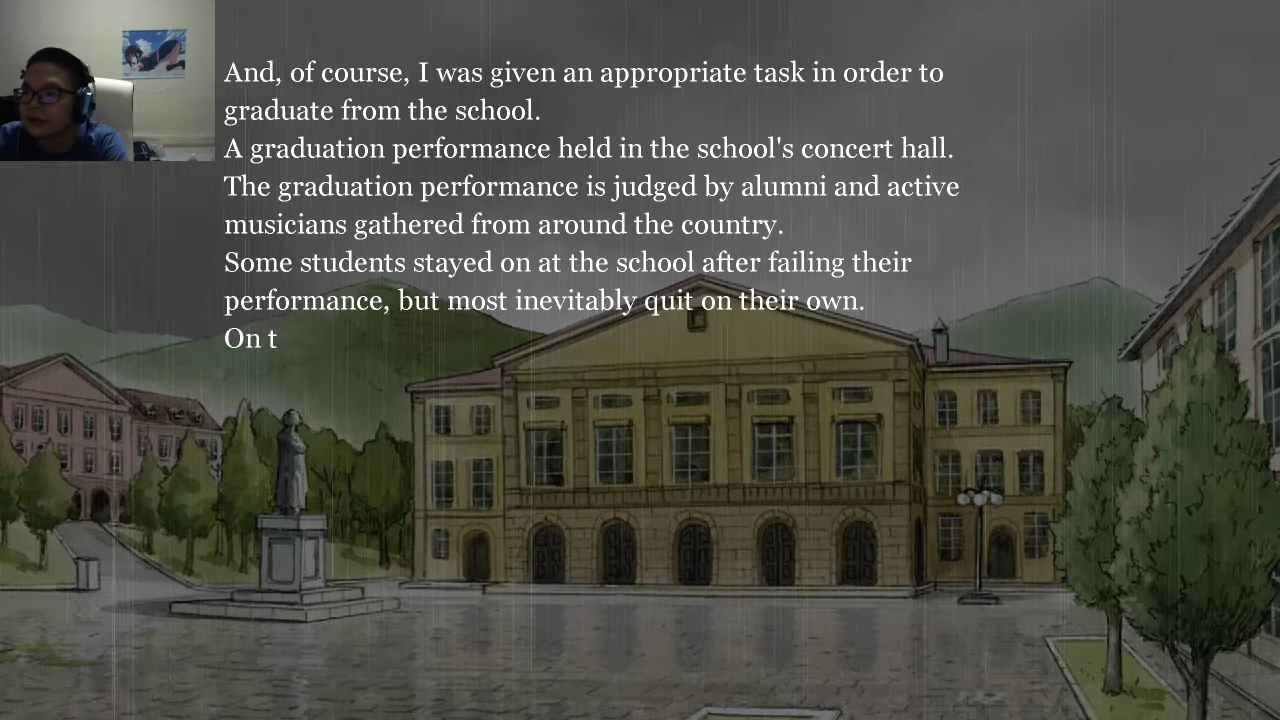 And, of course, I was given an appropriate task in order to
graduate from the school.
A graduation performance held in the school's concert hall.
The graduation performance is judged by alumni and active
musicians gathered from around the country.
Some students stayed on at the school after failing their
performance, but most inevitably quit on their own.
On t